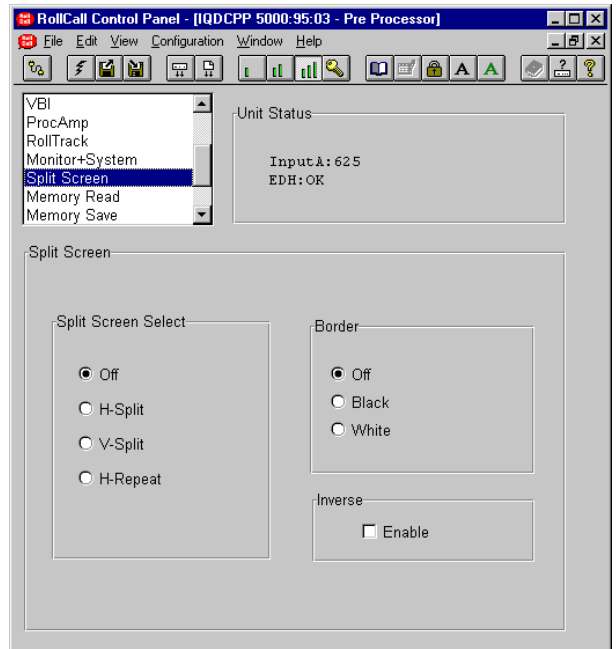 RollCall Control Panel - [IQDCPP 5000:95:03 - Pre Processor]
File Edit View Configuration Window Help
A A
VBI
ProcAmp
RollTrack
Monitor+System
Split Screen
Memory Read
Memory Save
Unit Status
InputA:625
EDH:OK
Split Screen
Split Screen Select
Off
H-Split
V-Split
H-Repeat
Border
Off
Black
White
Inverse
Enable